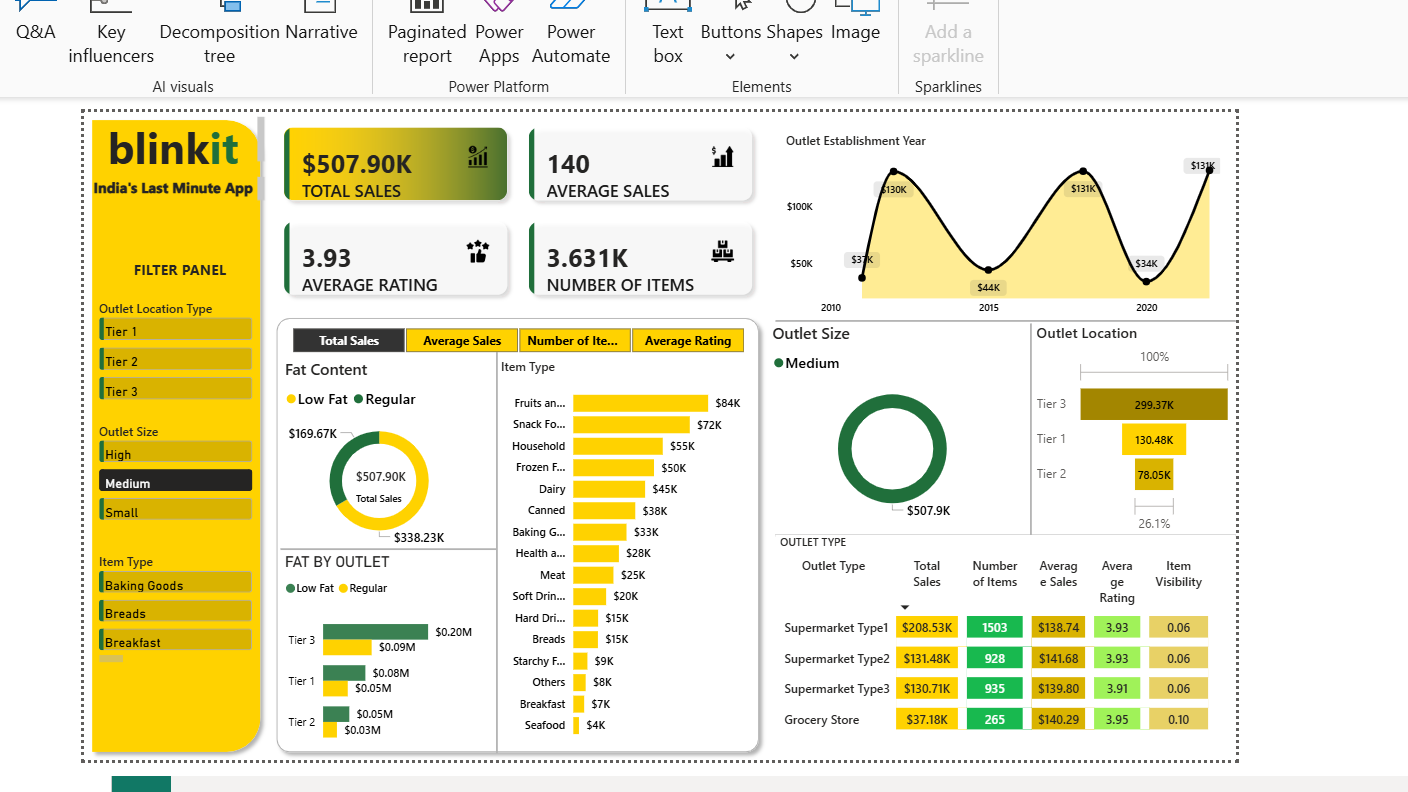 Q&A
Key influencers
Decomposition tree
Narrative
Paginated report
Power Apps
Power Automate
Text box
Buttons
Shapes
Image
Add a sparkline
AI visuals
Power Platform
Elements
Sparklines
blinkit
India's Last Minute App
FILTER PANEL
Outlet Location Type
Tier 1
Tier 2
Tier 3
Outlet Size
High
Medium
Small
Item Type
Baking Goods
Breads
Breakfast
$507.90K
TOTAL SALES
140
AVERAGE SALES
3.93
AVERAGE RATING
3.631K
NUMBER OF ITEMS
Total Sales
Average Sales
Number of Ite...
Average Rating
Fat Content
Low Fat
Regular
$169.67K
$507.90K
Total Sales
$338.23K
FAT BY OUTLET
Low Fat
Regular
Tier 3
$0.20M
$0.09M
Tier 1
$0.08M
$0.05M
Tier 2
$0.05M
$0.03M
Item Type
Fruits an... $84K
Snack Fo... $72K
Household $55K
Frozen F... $50K
Dairy $45K
Canned $38K
Baking G... $33K
Health a... $28K
Meat $25K
Soft Drin... $20K
Hard Dri... $15K
Breads $15K
Starchy F... $9K
Others $8K
Breakfast $7K
Seafood $4K
Outlet Establishment Year
$100K
$50K
$37K
$130K
$44K
$131K
$34K
$131K
2010
2015
2020
Outlet Size
Medium
$507.9K
Outlet Location
100%
Tier 3 299.37K
Tier 1 130.48K
Tier 2 78.05K
26.1%
OUTLET TYPE
Outlet Type
Total Sales
Number of Items
Averag
e Sales
Avera
ge
Rating
Item Visibility
Supermarket Type1 $208.53K 1503 $138.74 3.93 0.06
Supermarket Type2 $131.48K 928 $141.68 3.93 0.06
Supermarket Type3 $130.71K 935 $139.80 3.91 0.06
Grocery Store $37.18K 265 $140.29 3.95 0.10